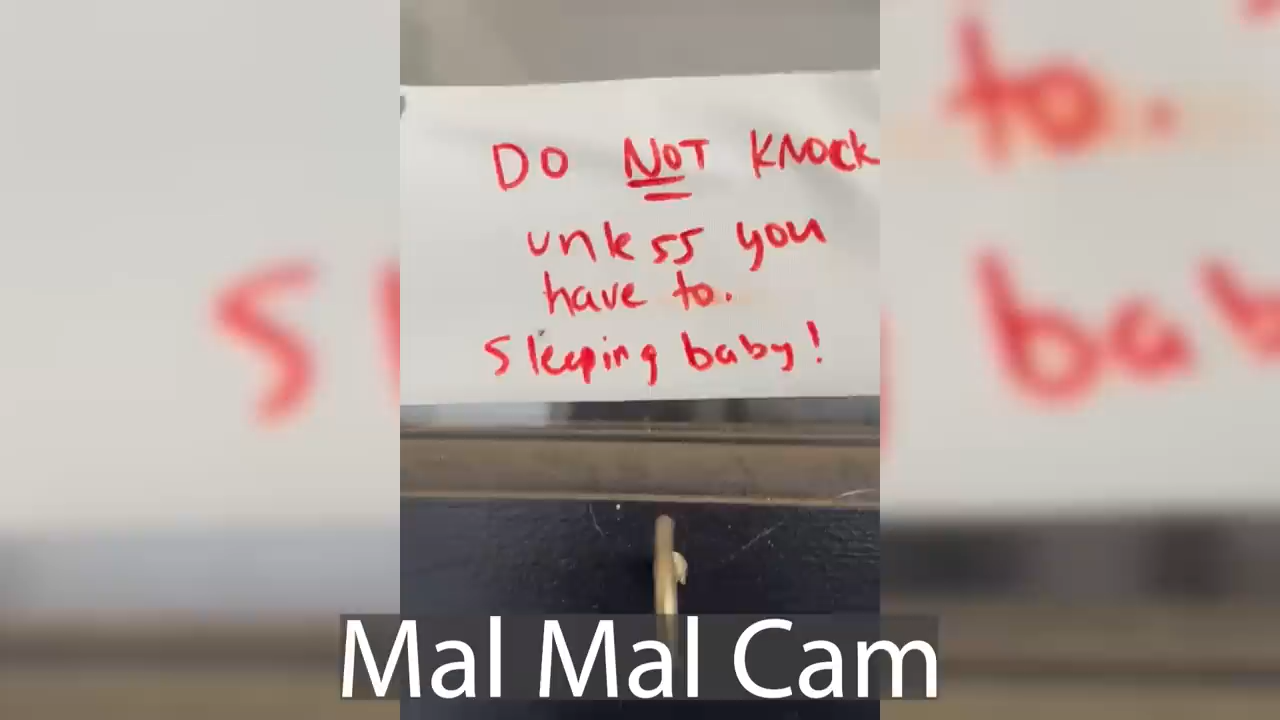 DO NOT KNOCK
unless you
have to.
Sleeping baby!
Mal Mal Cam